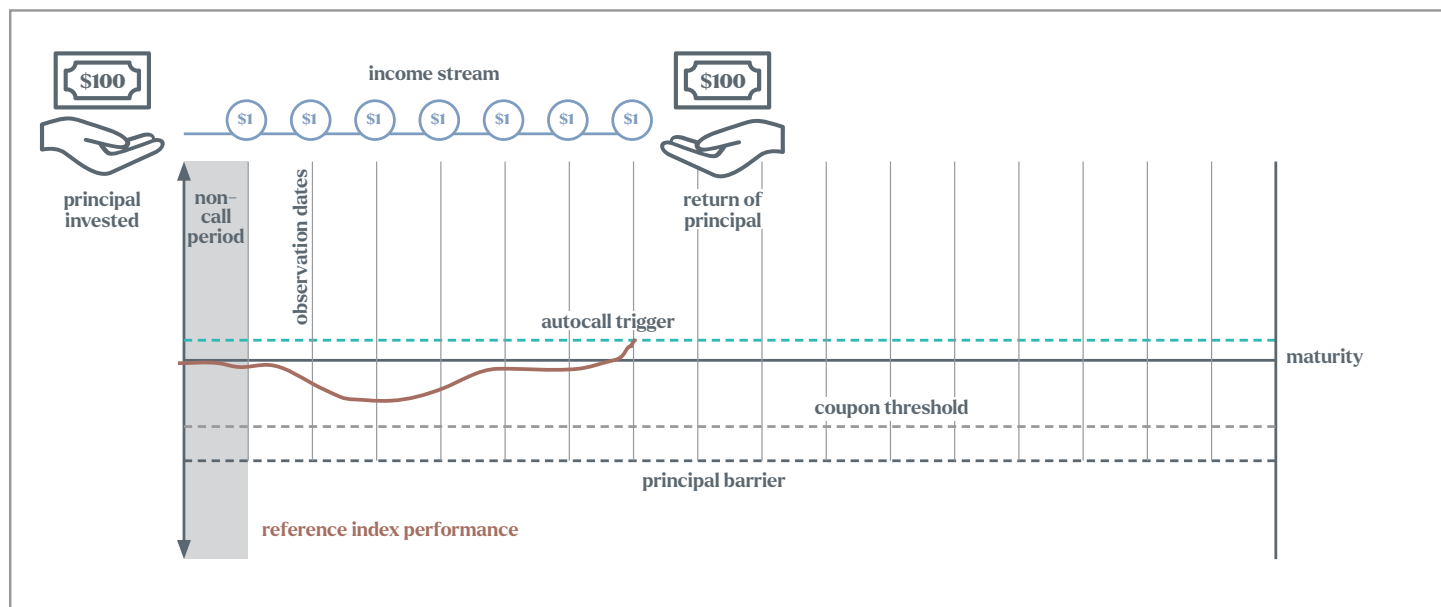 $100
income stream
$100
$1
$1
$1
$1
$1
$1
$1
principal
invested
non-
call
period
observation dates
return of
principal
autocall trigger
maturity
coupon threshold
principal barrier
reference index performance